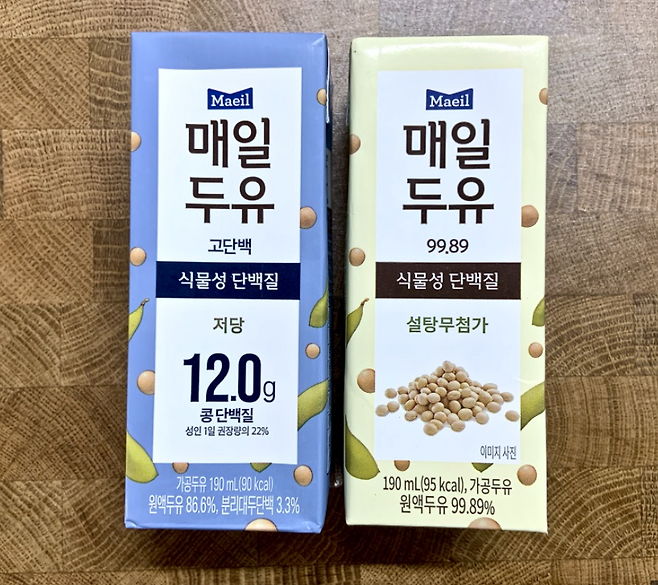 Maeil
매일
두유
고단백
식물성 단백질
저당
12.0g
콩 단백질
성인 1일 권장량의 22%
가공두유 190 mL(90 kcal)
원액두유 86.6%, 분리대두단백 3.3%
Maeil
매일
두유
99.89
식물성 단백질
설탕무첨가
이미지 사진
190 mL(95 kcal), 가공두유
원액두유 99.89%